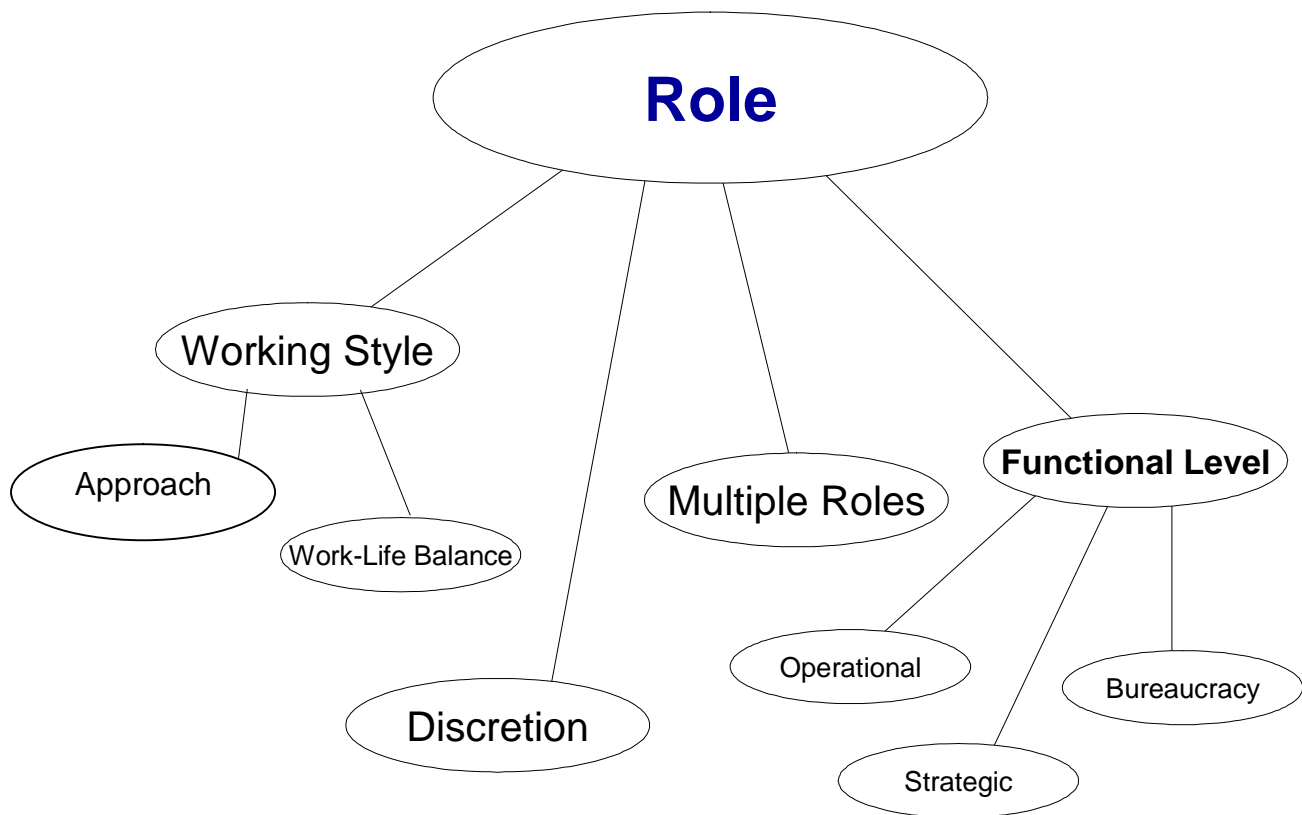 Role
Working Style
Approach
Work-Life Balance
Multiple Roles
Functional Level
Discretion
Operational
Bureaucracy
Strategic